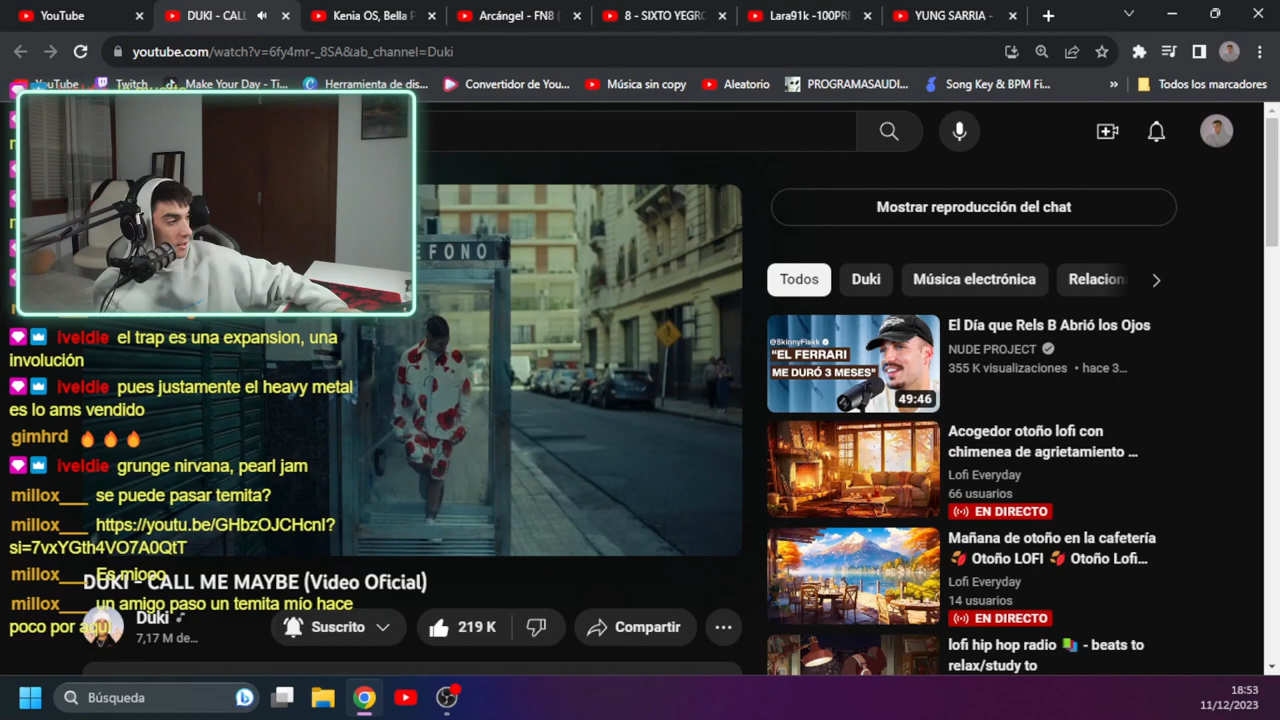 YouTube
DUKI - CALL
Kenia OS, Bella P
Arcángel - FN8 (
8 - SIXTO YEGRO
Lara91k -100PRE
YUNG SARRIA -
youtube.com/watch?v=6fy4mr-_8SA&ab_channel=Duki
YouTube
Twitch
Make Your Day - Ti...
Herramienta de dis...
Convertidor de You...
Música sin copy
Aleatorio
PROGRAMASAUDI...
Song Key & BPM Fi...
»
Todos los marcadores
EFONO
lveldle el trap es una expansion, una
involución
lveldle pues justamente el heavy metal
es lo ams vendido
gimhrd
lveldle grunge nirvana, pearl jam
millox___ se puede pasar temita?
millox___ https://youtu.be/GHbzOJCHcnI?
si=7vxYGth4VO7A0QtT
millox___ Es miooo
millox___ un amigo paso un temita mío hace
poco por aquí
DUKI - CALL ME MAYBE (Video Oficial)
Duki
7,17 M de...
Suscrito
219 K
Compartir
Mostrar reproducción del chat
Todos
Duki
Música electrónica
Relacion
@SkinnyFlakk
"EL FERRARI
ME DURÓ 3 MESES"
49:46
El Día que Rels B Abrió los Ojos
NUDE PROJECT
355 K visualizaciones • hace 3...
Acogedor otoño lofi con
chimenea de agrietamiento ...
Lofi Everyday
66 usuarios
EN DIRECTO
Mañana de otoño en la cafetería
Otoño LOFI Otoño Lofi...
Lofi Everyday
14 usuarios
EN DIRECTO
lofi hip hop radio - beats to
relax/study to
Búsqueda
18:53
11/12/2023